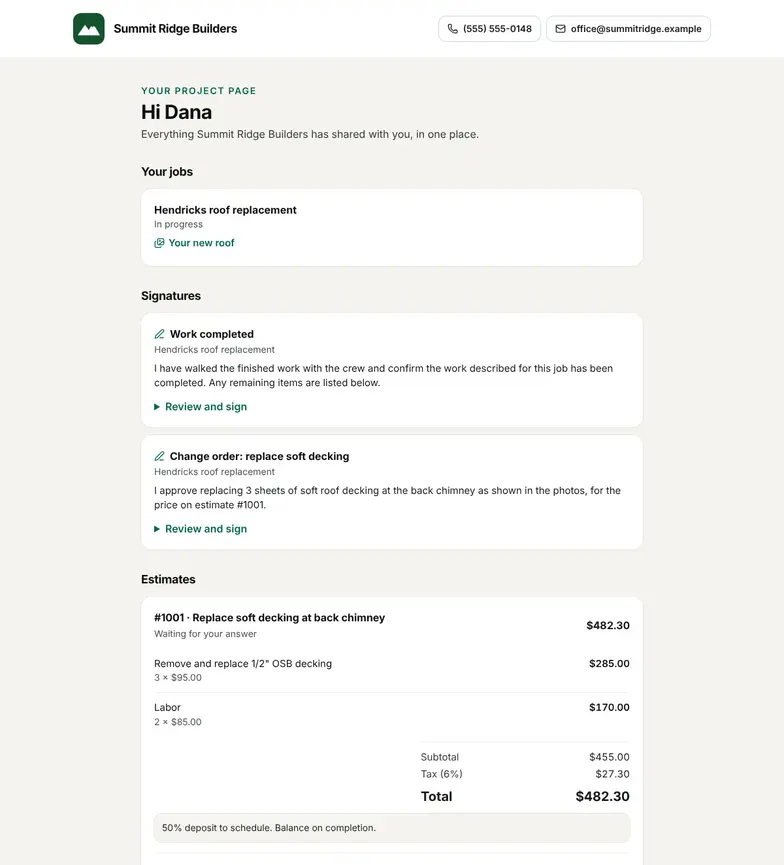 Summit Ridge Builders
(555) 555-0148
office@summitridge.example
YOUR PROJECT PAGE
Hi Dana
Everything Summit Ridge Builders has shared with you, in one place.
Your jobs
Hendricks roof replacement
In progress
Your new roof
Signatures
Work completed
Hendricks roof replacement
I have walked the finished work with the crew and confirm the work described for this job has been
completed. Any remaining items are listed below.
Review and sign
Change order: replace soft decking
Hendricks roof replacement
I approve replacing 3 sheets of soft roof decking at the back chimney as shown in the photos, for the
price on estimate #1001.
Review and sign
Estimates
#1001 · Replace soft decking at back chimney
$482.30
Waiting for your answer
Remove and replace 1/2" OSB decking
$285.00
3 × $95.00
Labor
$170.00
2 × $85.00
Subtotal $455.00
Tax (6%) $27.30
Total $482.30
50% deposit to schedule. Balance on completion.